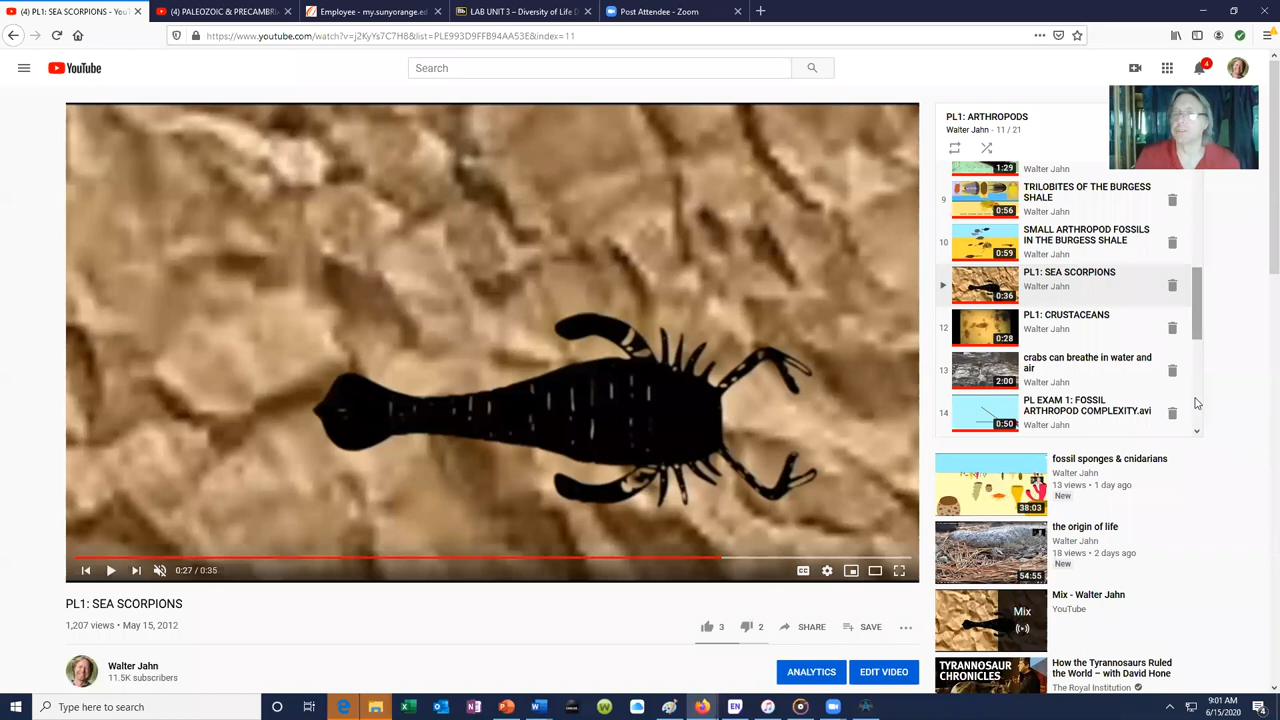 (4) PL1: SEA SCORPIONS - You
(4) PALEOZOIC & PRECAMBRI
Employee - my.sunyorange.ed
LAB UNIT 3 – Diversity of Life D
Post Attendee - Zoom
https://www.youtube.com/watch?v=j2KyYs7C7H8&list=PLE993D9FFB94AA53E&index=11
YouTube
Search
4
PL1: ARTHROPODS
Walter Jahn - 11 / 21
1:29
Walter Jahn
9
0:56
TRILOBITES OF THE BURGESS
SHALE
Walter Jahn
10
0:59
SMALL ARTHROPOD FOSSILS
IN THE BURGESS SHALE
Walter Jahn
0:36
PL1: SEA SCORPIONS
Walter Jahn
12
0:28
PL1: CRUSTACEANS
Walter Jahn
13
2:00
crabs can breathe in water and
air
Walter Jahn
14
0:50
PL EXAM 1: FOSSIL
ARTHROPOD COMPLEXITY.avi
Walter Jahn
38:03
fossil sponges & cnidarians
Walter Jahn
13 views • 1 day ago
New
54:55
the origin of life
Walter Jahn
18 views • 2 days ago
New
Mix
Mix - Walter Jahn
YouTube
TYRANNOSAUR
CHRONICLES
How the Tyrannosaurs Ruled
the World – with David Hone
The Royal Institution
0:27 / 0:35
CC
PL1: SEA SCORPIONS
1,207 views • May 15, 2012
3
2
SHARE
SAVE
Walter Jahn
11.5K subscribers
ANALYTICS
EDIT VIDEO
Type here to search
EN
9:01 AM
6/15/2020
4